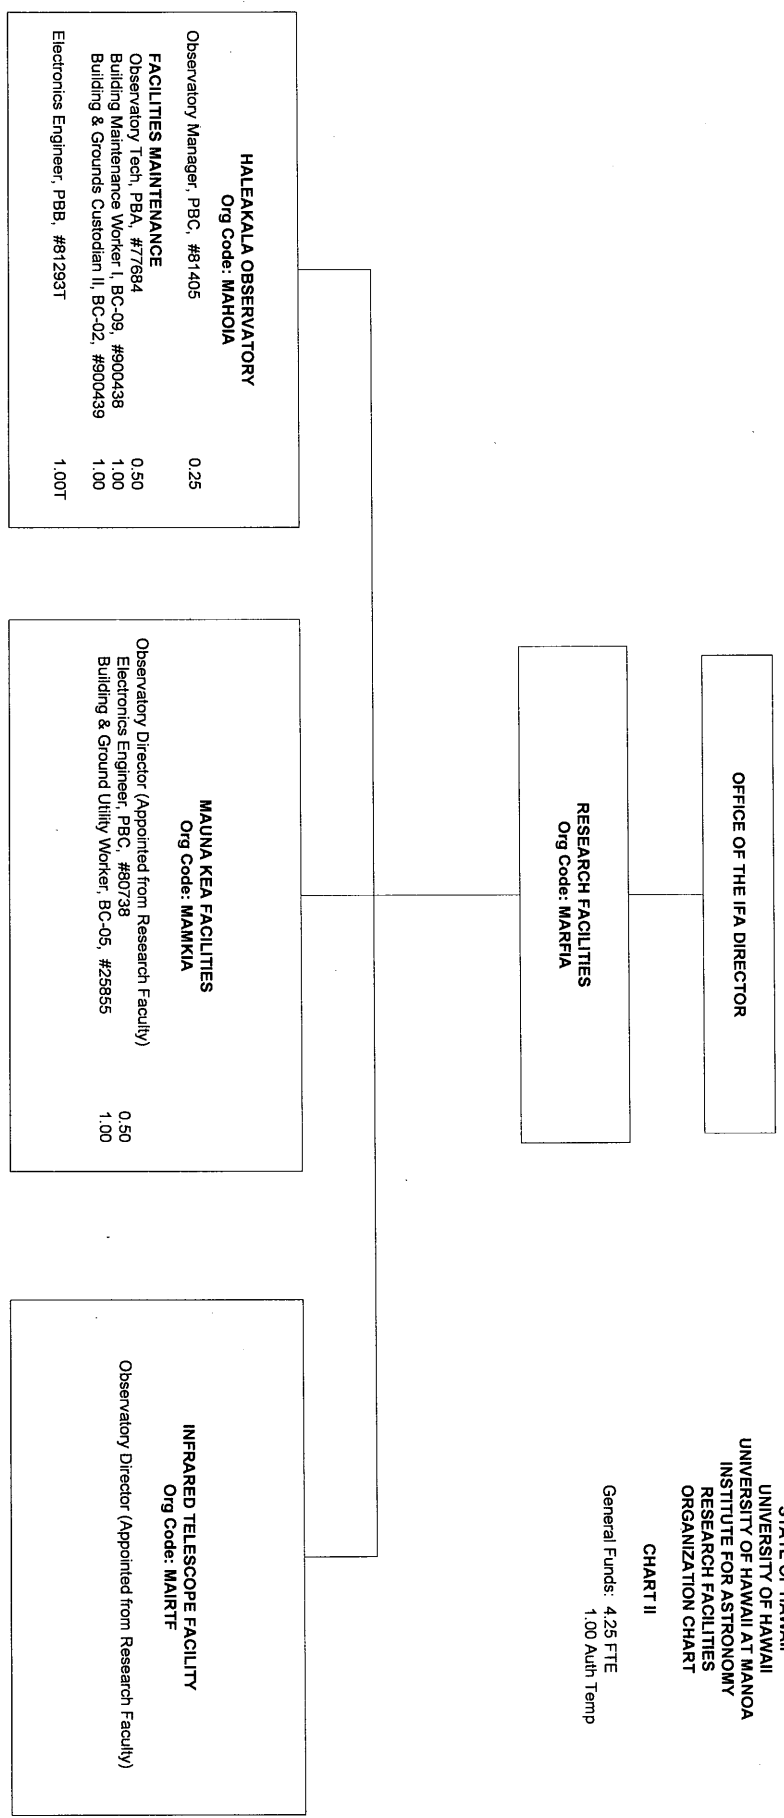 STATE OF HAWAII
UNIVERSITY OF HAWAII
UNIVERSITY OF HAWAII AT MANOA
INSTITUTE FOR ASTRONOMY
RESEARCH FACILITIES
ORGANIZATION CHART
CHART II
General Funds: 4.25 FTE
1.00 Auth Temp
OFFICE OF THE IFA DIRECTOR
RESEARCH FACILITIES
Org Code: MARFIA
HALEAKALA OBSERVATORY
Org Code: MAHOIA
Observatory Manager, PBC, #81405 0.25
FACILITIES MAINTENANCE
Observatory Tech, PBA, #77684 0.50
Building Maintenance Worker I, BC-09, #900438 1.00
Building & Grounds Custodian II, BC-02, #900439 1.00
Electronics Engineer, PBB, #81293T 1.00T
MAUNA KEA FACILITIES
Org Code: MAMKIA
Observatory Director (Appointed from Research Faculty)
Electronics Engineer, PBC, #80738 0.50
Building & Ground Utility Worker, BC-05, #25855 1.00
INFRARED TELESCOPE FACILITY
Org Code: MAIRTF
Observatory Director (Appointed from Research Faculty)